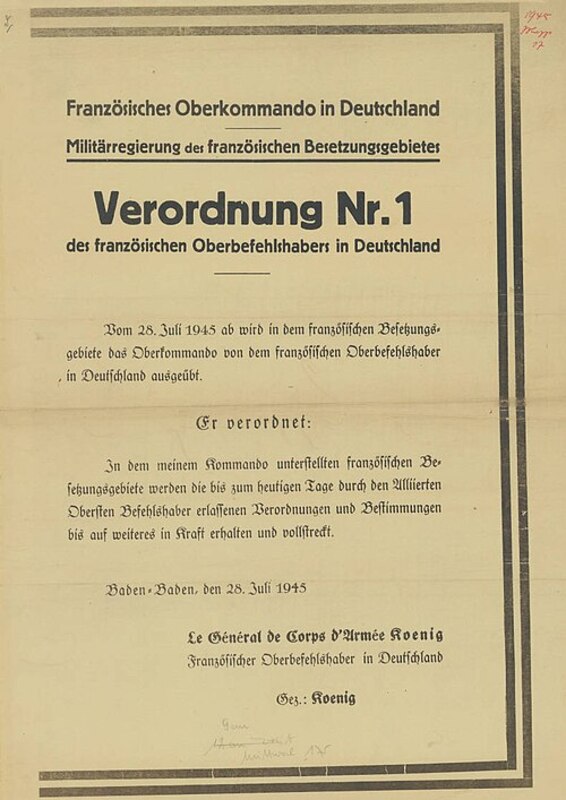 1945
Französisches Oberkommando in Deutschland
Militärregierung des französischen Besetzungsgebietes
Verordnung Nr. 1
des französischen Oberbefehlshabers in Deutschland
Vom 28. Juli 1945 ab wird in dem französischen Besetzungs-
gebiete das Oberkommando von dem französischen Oberbefehlshaber
in Deutschland ausgeübt.
Er verordnet:
In dem meinem Kommando unterstellten französischen Be-
setzungsgebiete werden die bis zum heutigen Tage durch den Alliierten
Obersten Befehlshaber erlassenen Verordnungen und Bestimmungen
bis auf weiteres in Kraft erhalten und vollstreckt.
Baden-Baden, den 28. Juli 1945
Le Général de Corps d'Armée Koenig
Französischer Oberbefehlshaber in Deutschland
Gez.: Koenig